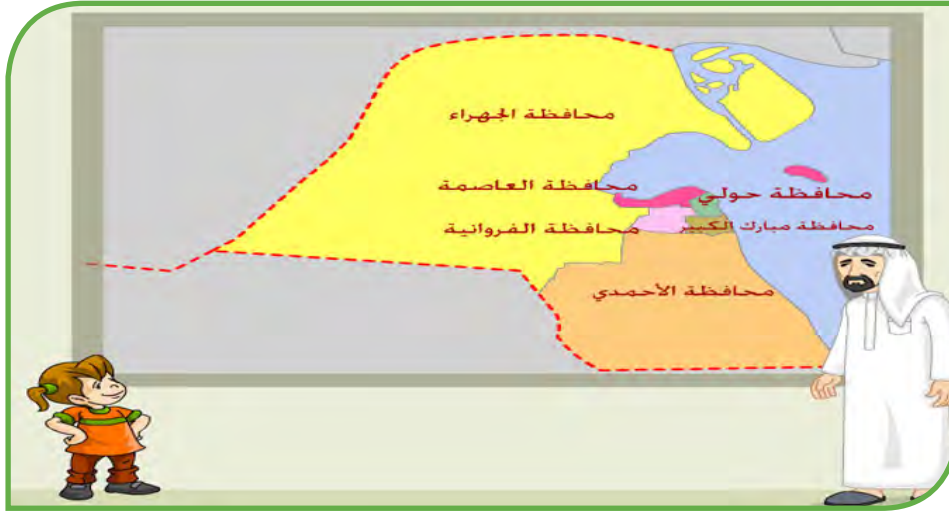 محافظة الجهراء
محافظة العاصمة
محافظة حولي
محافظة الفروانية
محافظة مبارك الكبير
محافظة الأحمدي